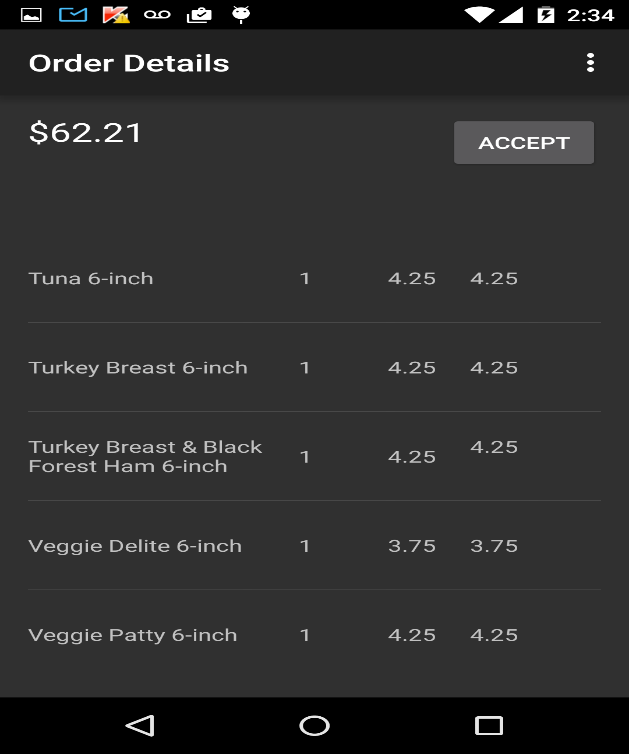 2:34
Order Details
$62.21
ACCEPT
Tuna 6-inch 1 4.25 4.25
Turkey Breast 6-inch 1 4.25 4.25
Turkey Breast & Black
Forest Ham 6-inch 1 4.25 4.25
Veggie Delite 6-inch 1 3.75 3.75
Veggie Patty 6-inch 1 4.25 4.25